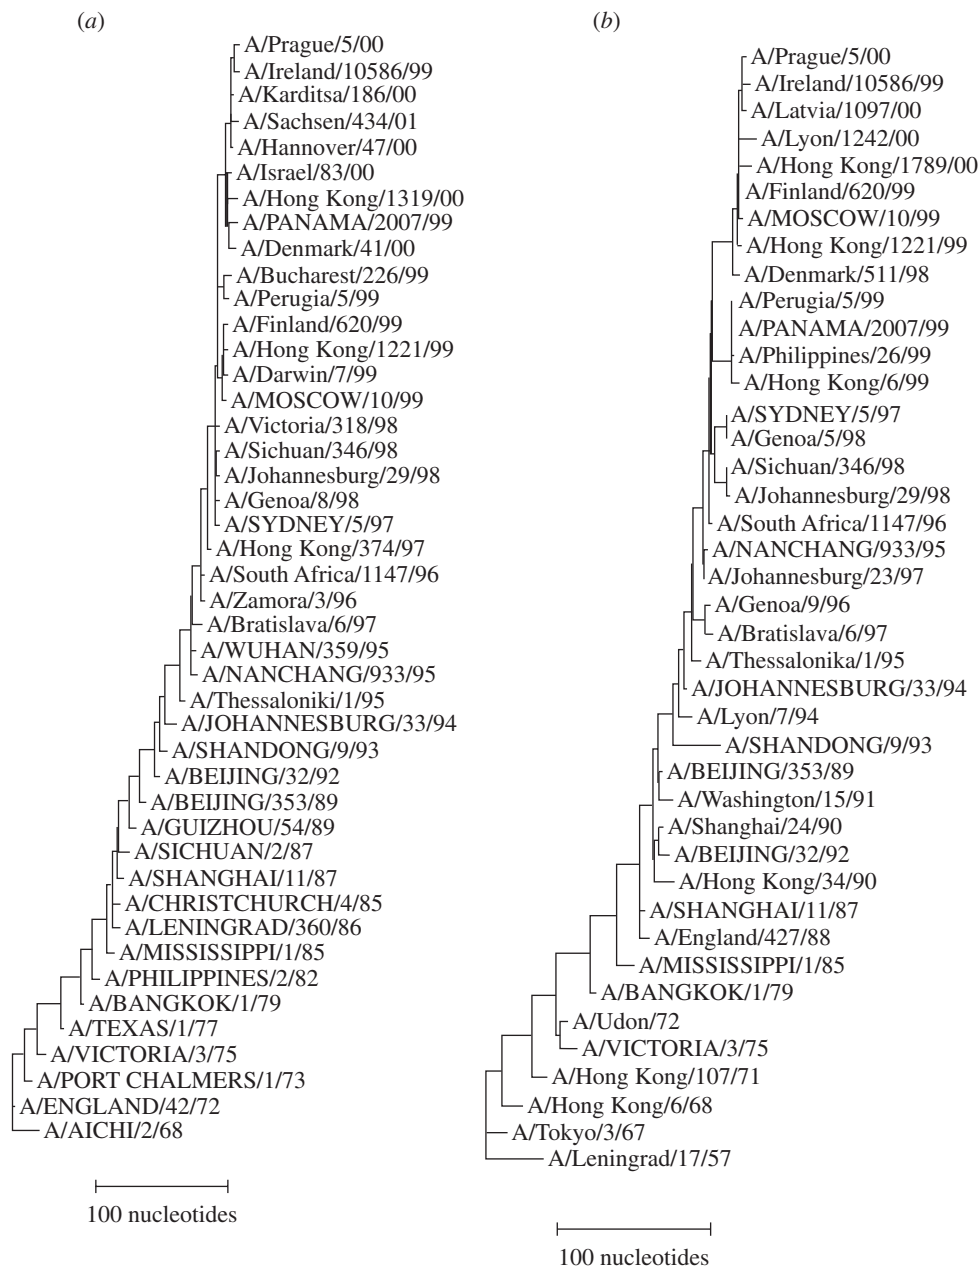 (a)
A/Prague/5/00
A/Ireland/10586/99
A/Karditsa/186/00
A/Sachsen/434/01
A/Hannover/47/00
A/Israel/83/00
A/Hong Kong/1319/00
A/PANAMA/2007/99
A/Denmark/41/00
A/Bucharest/226/99
A/Perugia/5/99
A/Finland/620/99
A/Hong Kong/1221/99
A/Darwin/7/99
A/MOSCOW/10/99
A/Victoria/318/98
A/Sichuan/346/98
A/Johannesburg/29/98
A/Genoa/8/98
A/SYDNEY/5/97
A/Hong Kong/374/97
A/South Africa/1147/96
A/Zamora/3/96
A/Bratislava/6/97
A/WUHAN/359/95
A/NANCHANG/933/95
A/Thessaloniki/1/95
A/JOHANNESBURG/33/94
A/SHANDONG/9/93
A/BEIJING/32/92
A/BEIJING/353/89
A/GUIZHOU/54/89
A/SICHUAN/2/87
A/SHANGHAI/11/87
A/CHRISTCHURCH/4/85
A/LENINGRAD/360/86
A/MISSISSIPPI/1/85
A/PHILIPPINES/2/82
A/BANGKOK/1/79
A/TEXAS/1/77
A/VICTORIA/3/75
A/PORT CHALMERS/1/73
A/ENGLAND/42/72
A/AICHI/2/68
100 nucleotides
(b)
A/Prague/5/00
A/Ireland/10586/99
A/Latvia/1097/00
A/Lyon/1242/00
A/Hong Kong/1789/00
A/Finland/620/99
A/MOSCOW/10/99
A/Hong Kong/1221/99
A/Denmark/511/98
A/Perugia/5/99
A/PANAMA/2007/99
A/Philippines/26/99
A/Hong Kong/6/99
A/SYDNEY/5/97
A/Genoa/5/98
A/Sichuan/346/98
A/Johannesburg/29/98
A/South Africa/1147/96
A/NANCHANG/933/95
A/Johannesburg/23/97
A/Genoa/9/96
A/Bratislava/6/97
A/Thessalonika/1/95
A/JOHANNESBURG/33/94
A/Lyon/7/94
A/SHANDONG/9/93
A/BEIJING/353/89
A/Washington/15/91
A/Shanghai/24/90
A/BEIJING/32/92
A/Hong Kong/34/90
A/SHANGHAI/11/87
A/England/427/88
A/MISSISSIPPI/1/85
A/BANGKOK/1/79
A/Udon/72
A/VICTORIA/3/75
A/Hong Kong/107/71
A/Hong Kong/6/68
A/Tokyo/3/67
A/Leningrad/17/57
100 nucleotides